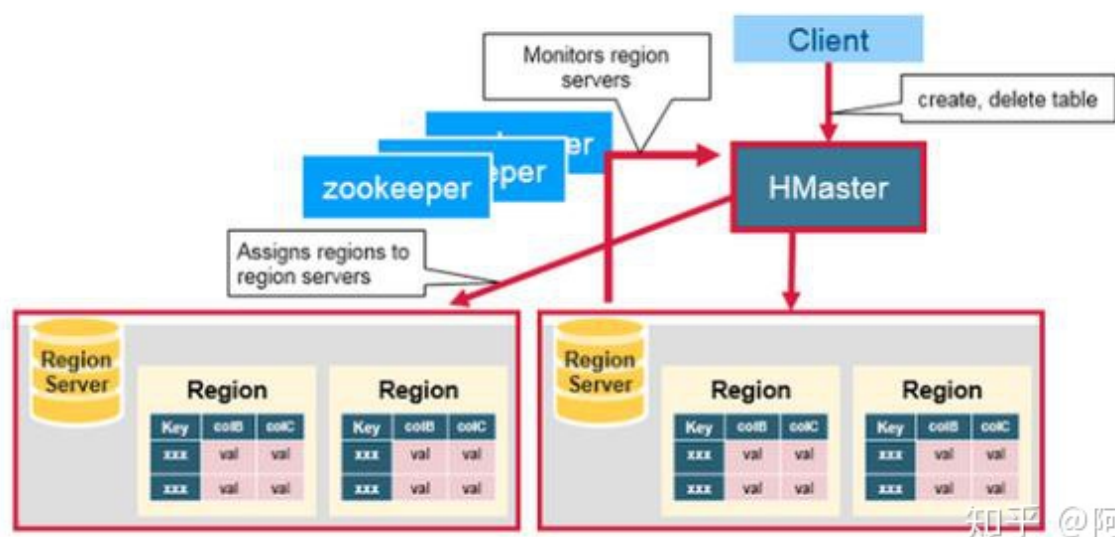 Client
Monitors region
servers
create, delete table
er
eper
zookeeper
HMaster
Assigns regions to
region servers
Region
Server
Region
Key colB colC
xxx val val
xxx val val
Region
Key colB colC
xxx val val
xxx val val
Region
Server
Region
Key colB colC
xxx val val
xxx val val
Region
Key colB colC
xxx val val
xxx val val
知乎 @阿